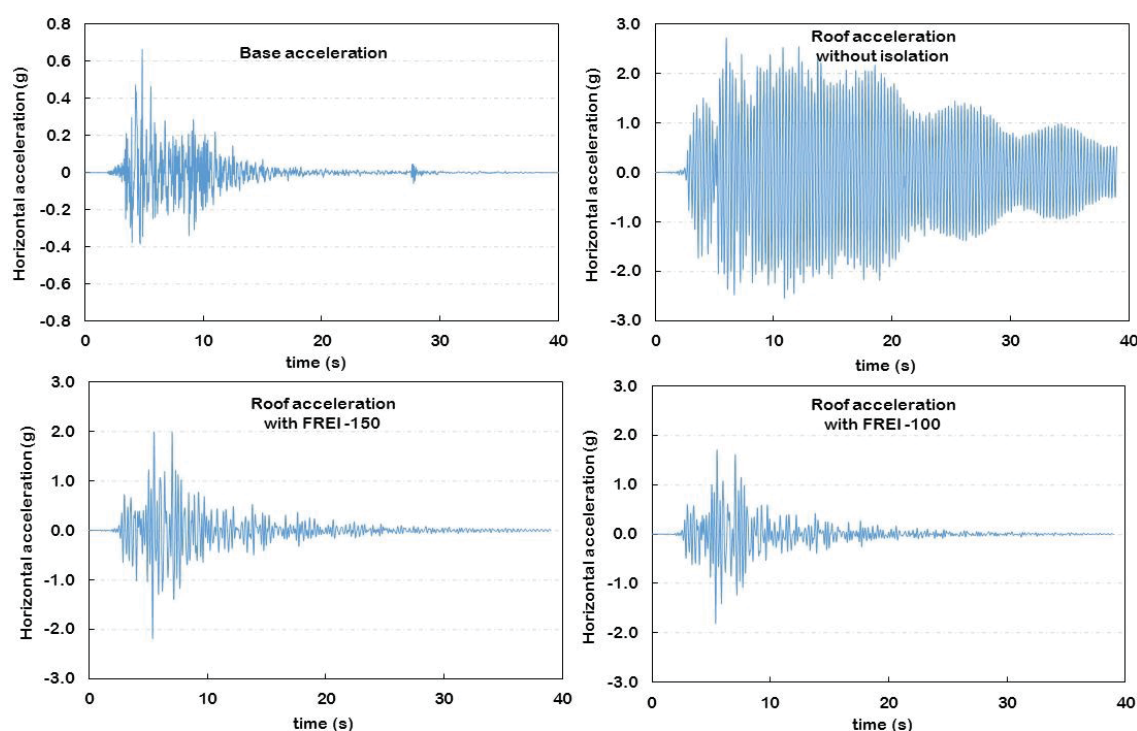 Base acceleration
Horizontal acceleration (g)
0.8
0.6
0.4
0.2
0
-0.2
-0.4
-0.6
-0.8
0 10 20 30 40
time (s)
Roof acceleration
without isolation
Horizontal acceleration (g)
3.0
2.0
1.0
0.0
-1.0
-2.0
-3.0
0 10 20 30 40
time (s)
Roof acceleration
with FREI -150
Horizontal acceleration (g)
3.0
2.0
1.0
0.0
-1.0
-2.0
-3.0
0 10 20 30 40
time (s)
Roof acceleration
with FREI -100
Horizontal acceleration (g)
3.0
2.0
1.0
0.0
-1.0
-2.0
-3.0
0 10 20 30 40
time (s)